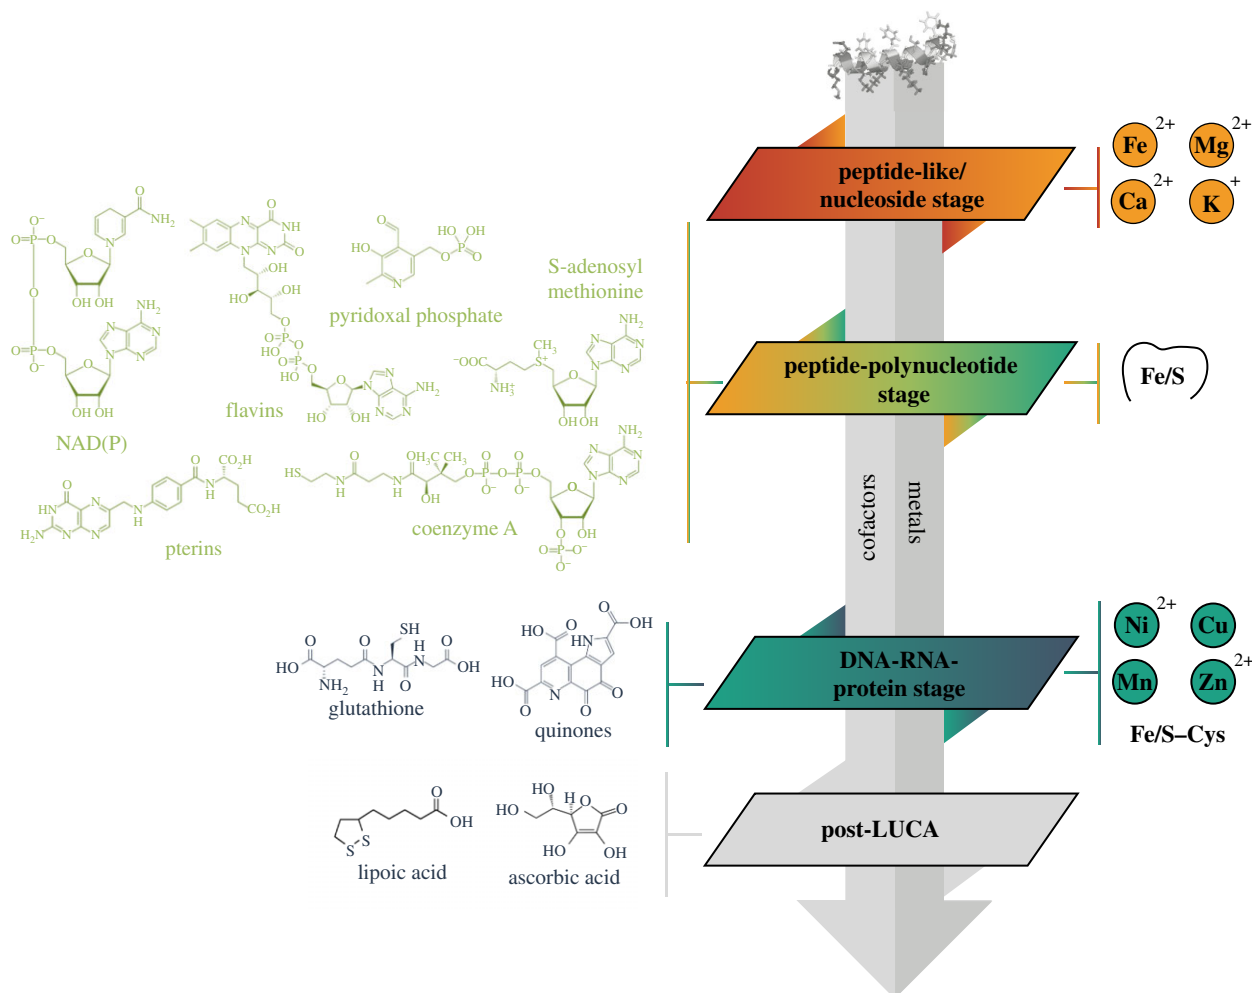 peptide-like/
nucleoside stage
Fe 2+
Mg 2+
Ca 2+
K +
NAD(P)
flavins
pyridoxal phosphate
S-adenosyl
methionine
pterins
coenzyme A
peptide-polynucleotide
stage
Fe/S
cofactors
metals
glutathione
quinones
DNA-RNA-
protein stage
Ni 2+
Cu
Mn
Zn 2+
Fe/S–Cys
lipoic acid
ascorbic acid
post-LUCA